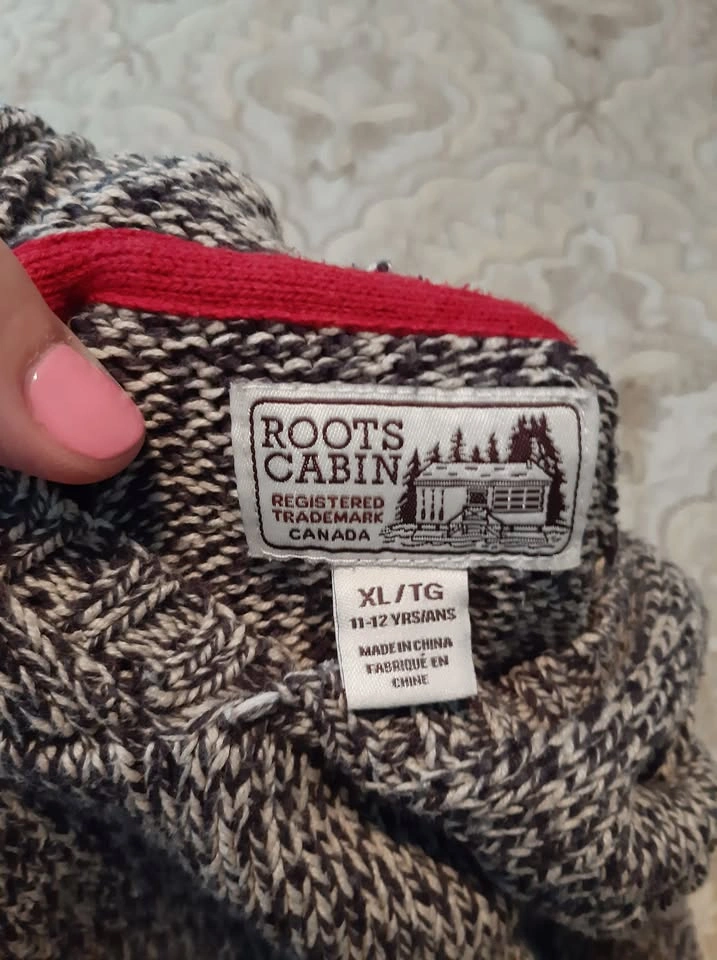 ROOTS
CABIN
REGISTERED
TRADEMARK
CANADA
XL/TG
11-12 YRS/ANS
MADE IN CHINA
FABRIQUÉ EN
CHINE